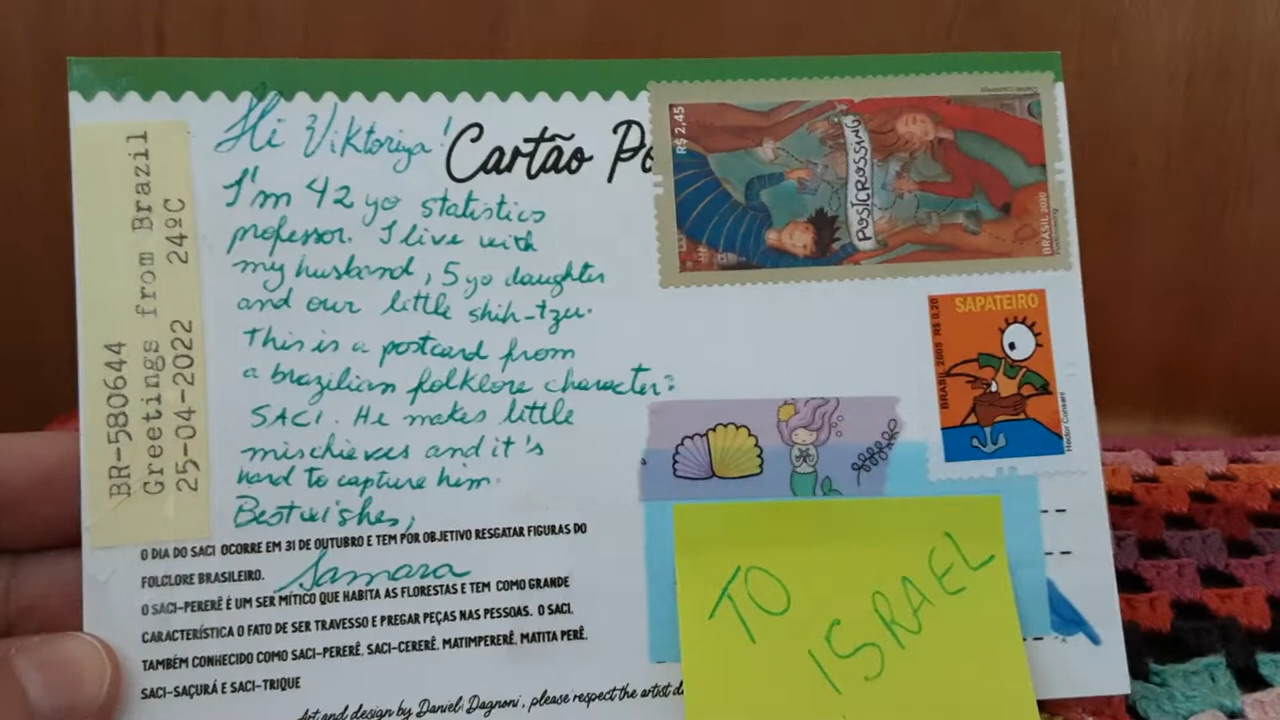 BR-580644
Greetings from Brazil
25-04-2022 24ºC
Hi Viktoriya!
Cartão Po
I'm 42 yo statistics
professor. I live with
my husband, 5 yo daughter
and our little shih-tzu.
This is a postcard from
a brazilian folklore character:
SACI. He makes little
mischieves and it's
hard to capture him.
Best wishes,
Samara
O DIA DO SACI OCORRE EM 31 DE OUTUBRO E TEM POR OBJETIVO RESGATAR FIGURAS DO
FOLCLORE BRASILEIRO.
O SACI-PERERÊ É UM SER MÍTICO QUE HABITA AS FLORESTAS E TEM COMO GRANDE
CARACTERÍSTICA O FATO DE SER TRAVESSO E PREGAR PEÇAS NAS PESSOAS. O SACI,
TAMBÉM CONHECIDO COMO SACI-PERERÊ, SACI-CERERÊ, MATIMPERERÊ, MATITA PERÊ,
SACI-SAÇURÁ E SACI-TRIQUE
Art and design by Danieli Dagnoni, please respect the artist d
R$ 2,45
POSTCROSSING
BRASIL 2020
SAPATEIRO
BRASIL 2005 R$ 0,20
Hector Consani
TO
ISRAEL